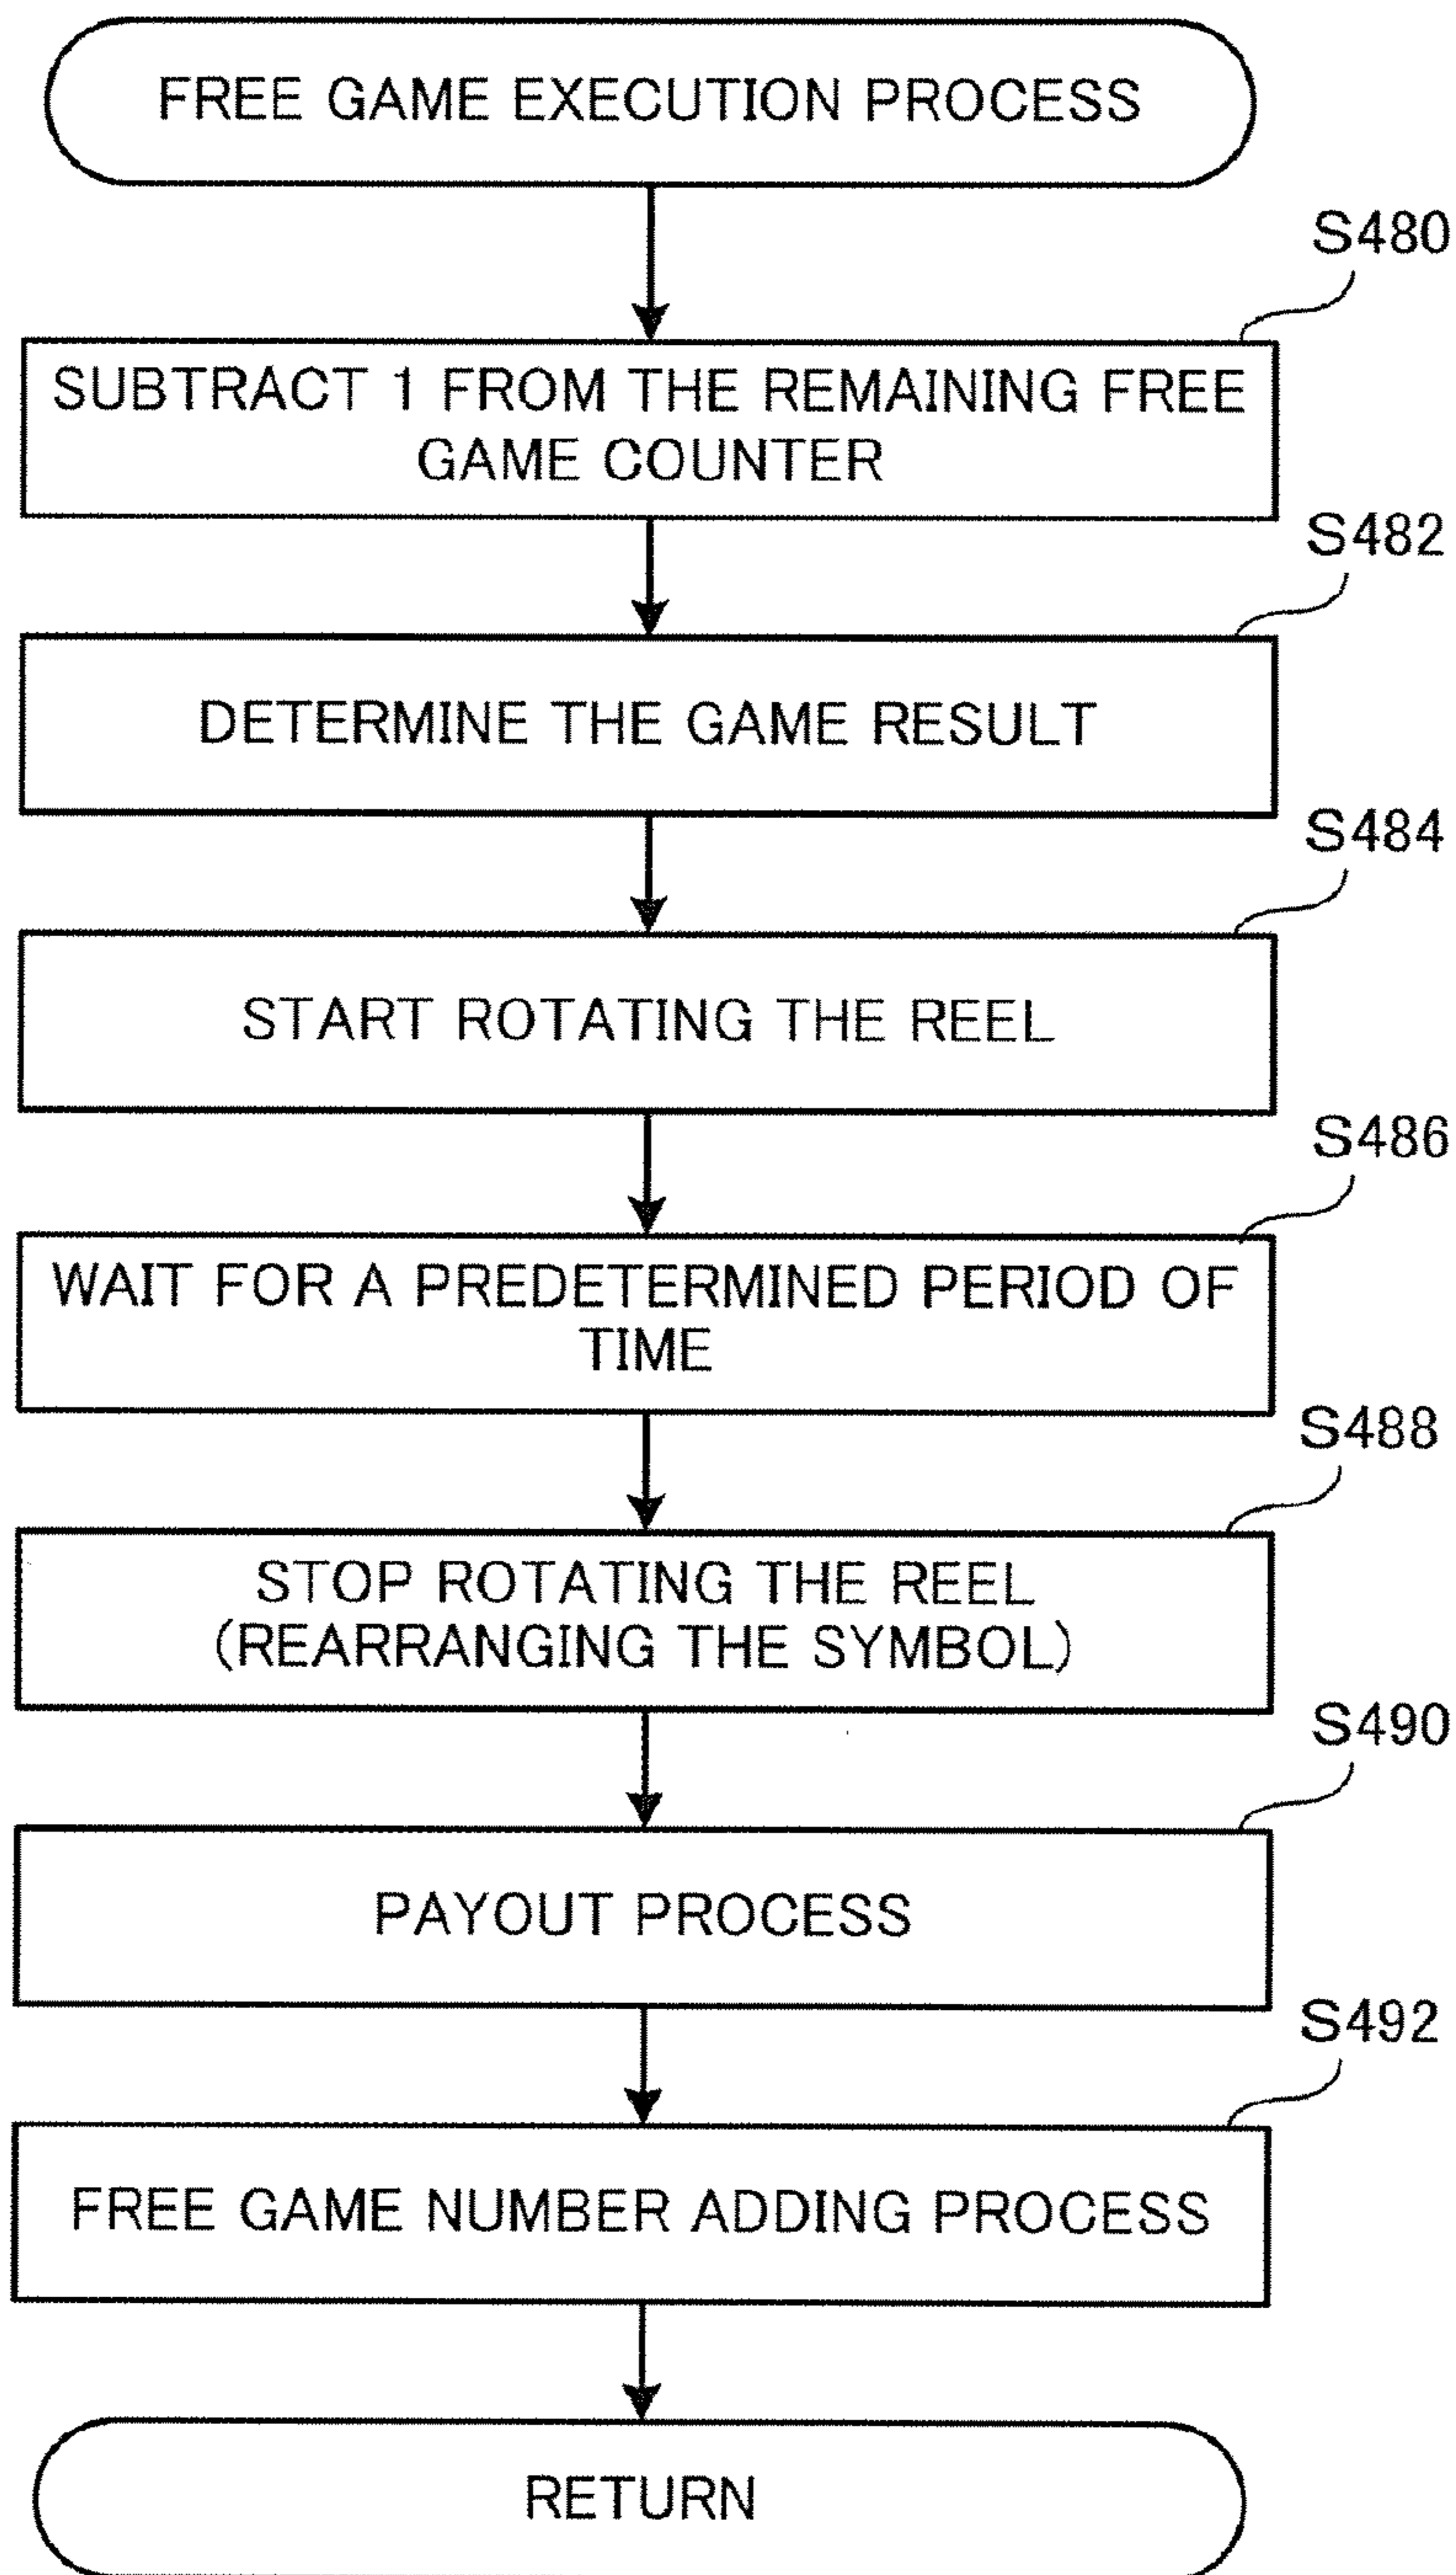 FREE GAME EXECUTION PROCESS
S480
SUBTRACT 1 FROM THE REMAINING FREE
GAME COUNTER
S482
DETERMINE THE GAME RESULT
S484
START ROTATING THE REEL
S486
WAIT FOR A PREDETERMINED PERIOD OF
TIME
S488
STOP ROTATING THE REEL
(REARRANGING THE SYMBOL)
S490
PAYOUT PROCESS
S492
FREE GAME NUMBER ADDING PROCESS
RETURN